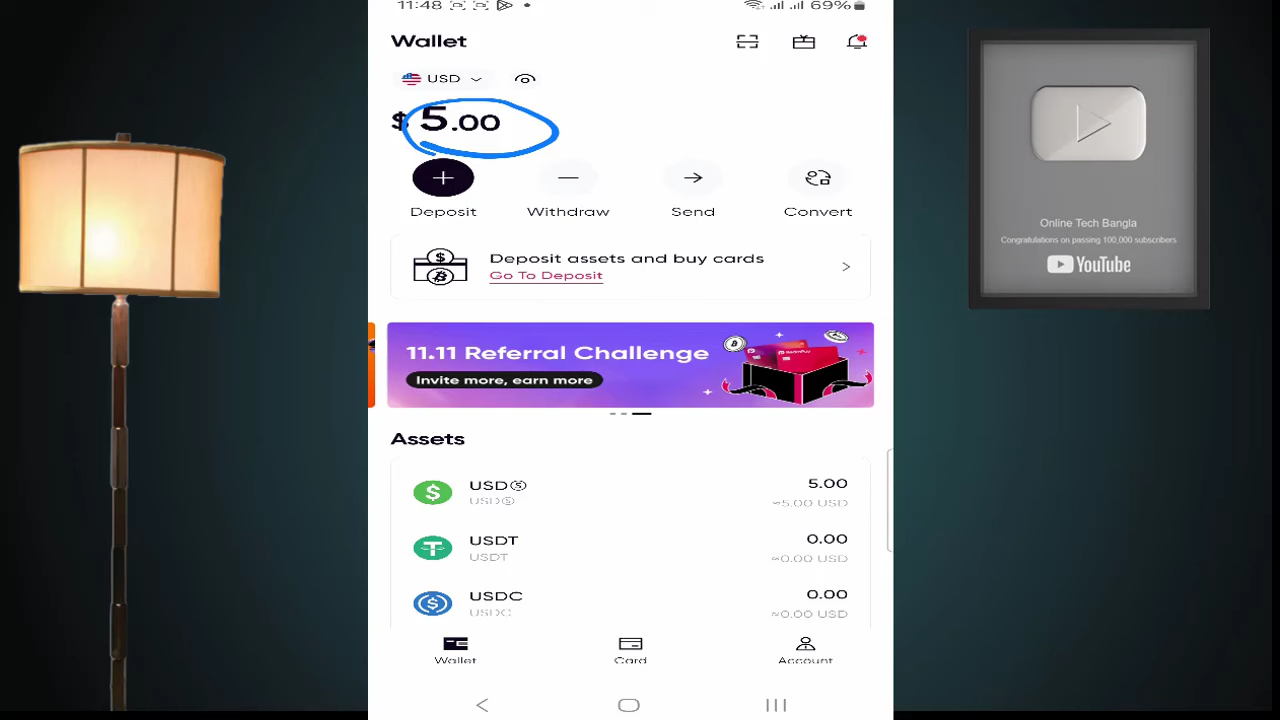 11:48
69%
Wallet
USD
$ 5.00
Deposit
Withdraw
Send
Convert
Deposit assets and buy cards
Go To Deposit
11.11 Referral Challenge
Invite more, earn more
Assets
USDⓈ
5.00
USDⓈ
≈5.00 USD
USDT
0.00
USDT
≈0.00 USD
USDC
0.00
USDC
≈0.00 USD
Wallet
Card
Account
Online Tech Bangla
Congratulations on passing 100,000 subscribers
YouTube